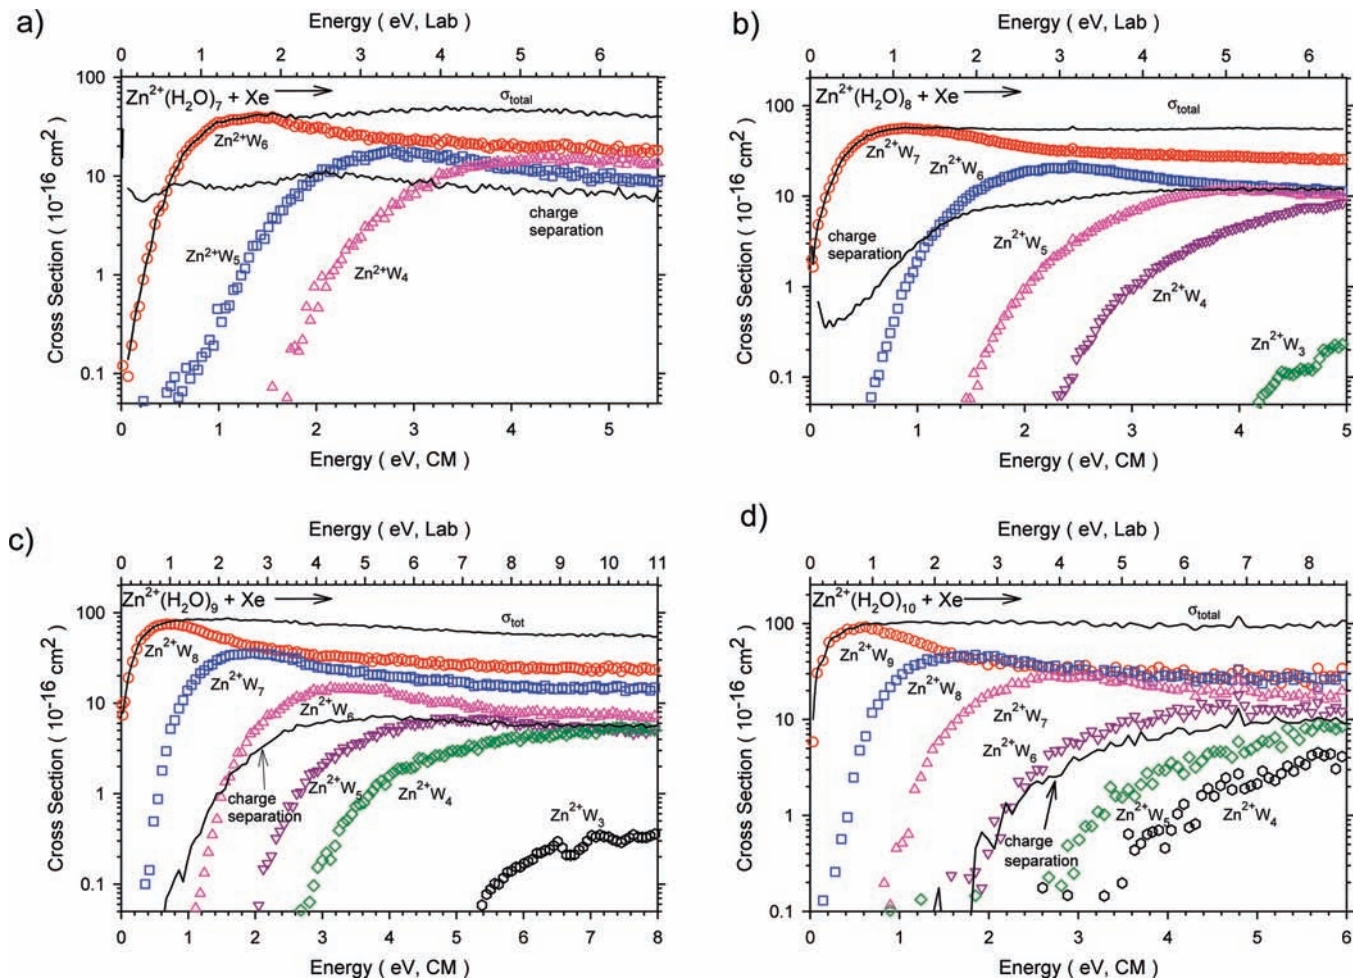 a)
Energy ( eV, Lab )
0 1 2 3 4 5 6
Zn²⁺(H₂O)₇ + Xe
σtotal
Zn²⁺W₆
Zn²⁺W₅
Zn²⁺W₄
charge
separation
Cross Section (10⁻¹⁶ cm²)
100
10
1
0.1
0 1 2 3 4 5
Energy ( eV, CM )
b)
Energy ( eV, Lab )
0 1 2 3 4 5 6
Zn²⁺(H₂O)₈ + Xe
σtotal
Zn²⁺W₇
Zn²⁺W₆
charge
separation
Zn²⁺W₅
Zn²⁺W₄
Zn²⁺W₃
Cross Section (10⁻¹⁶ cm²)
100
10
1
0.1
0 1 2 3 4 5
Energy ( eV, CM )
c)
Energy ( eV, Lab )
0 1 2 3 4 5 6 7 8 9 10 11
Zn²⁺(H₂O)₉ + Xe
σtot
Zn²⁺W₈
Zn²⁺W₇
Zn²⁺W₆
charge
separation
Zn²⁺W₅
Zn²⁺W₄
Zn²⁺W₃
Cross Section (10⁻¹⁶ cm²)
100
10
1
0.1
0 1 2 3 4 5 6 7 8
Energy ( eV, CM )
d)
Energy ( eV, Lab )
0 1 2 3 4 5 6 7 8
Zn²⁺(H₂O)₁₀ + Xe
σtotal
Zn²⁺W₉
Zn²⁺W₈
Zn²⁺W₇
Zn²⁺W₆
charge
separation
Zn²⁺W₅
Zn²⁺W₄
Cross Section (10⁻¹⁶ cm²)
100
10
1
0.1
0 1 2 3 4 5 6
Energy ( eV, CM )